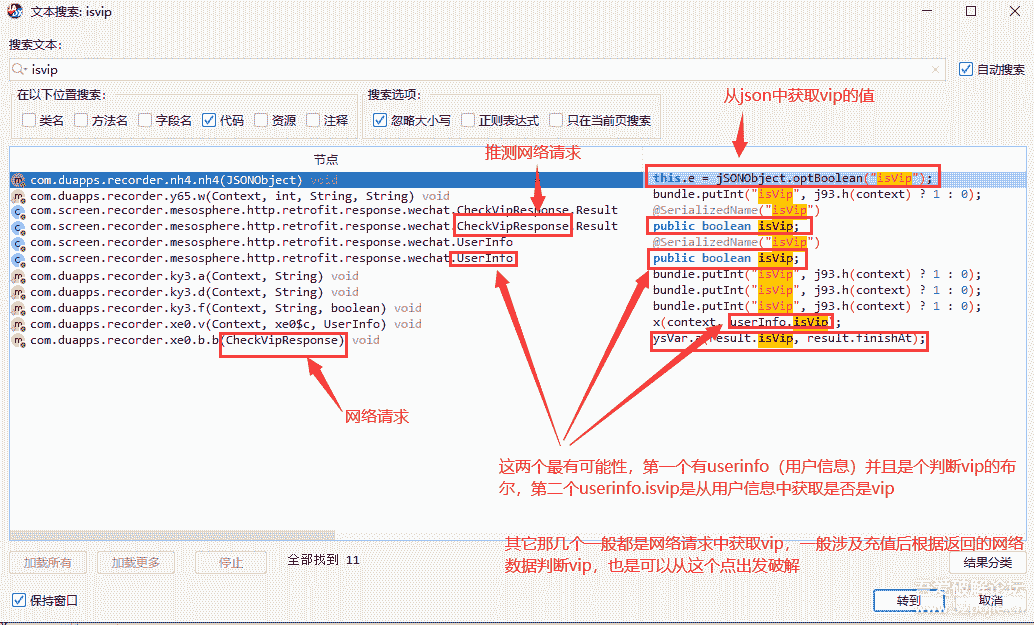 文本搜索: isvip
搜索文本:
isvip
自动搜索
在以下位置搜索:
搜索选项:
类名 方法名 字段名 代码 资源 注释 忽略大小写 正则表达式 只在当前页搜索
从json中获取vip的值
推测网络请求
节点
com.duapps.recorder.nh4.nh4(JSONObject) void this.e = jSONObject.optBoolean("isVip");
com.duapps.recorder.y65.w(Context, int, String, String) void bundle.putInt("isVip", j93.h(context) ? 1 : 0);
com.screen.recorder.mesosphere.http.retrofit.response.wechat.CheckVipResponse.Result @SerializedName("isVip")
com.screen.recorder.mesosphere.http.retrofit.response.wechat.CheckVipResponse.Result public boolean isVip;
com.screen.recorder.mesosphere.http.retrofit.response.wechat.UserInfo @SerializedName("isVip")
com.screen.recorder.mesosphere.http.retrofit.response.wechat.UserInfo public boolean isVip;
com.duapps.recorder.ky3.a(Context, String) void bundle.putInt("isVip", j93.h(context) ? 1 : 0);
com.duapps.recorder.ky3.d(Context, String) void bundle.putInt("isVip", j93.h(context) ? 1 : 0);
com.duapps.recorder.ky3.f(Context, String, boolean) void bundle.putInt("isVip", j93.h(context) ? 1 : 0);
com.duapps.recorder.xe0.v(Context, xe0$c, UserInfo) void x(context, userInfo.isVip);
com.duapps.recorder.xe0.b.b(CheckVipResponse) void ysVar.a(result.isVip, result.finishAt);
网络请求
这两个最有可能性，第一个有userinfo（用户信息）并且是个判断vip的布
尔，第二个userinfo.isvip是从用户信息中获取是否是vip
其它那几个一般都是网络请求中获取vip，一般涉及充值后根据返回的网络
数据判断vip，也是可以从这个点出发破解
加载所有 加载更多 停止 全部找到 11 结果分类
保持窗口 转到 取消
吾爱破解论坛